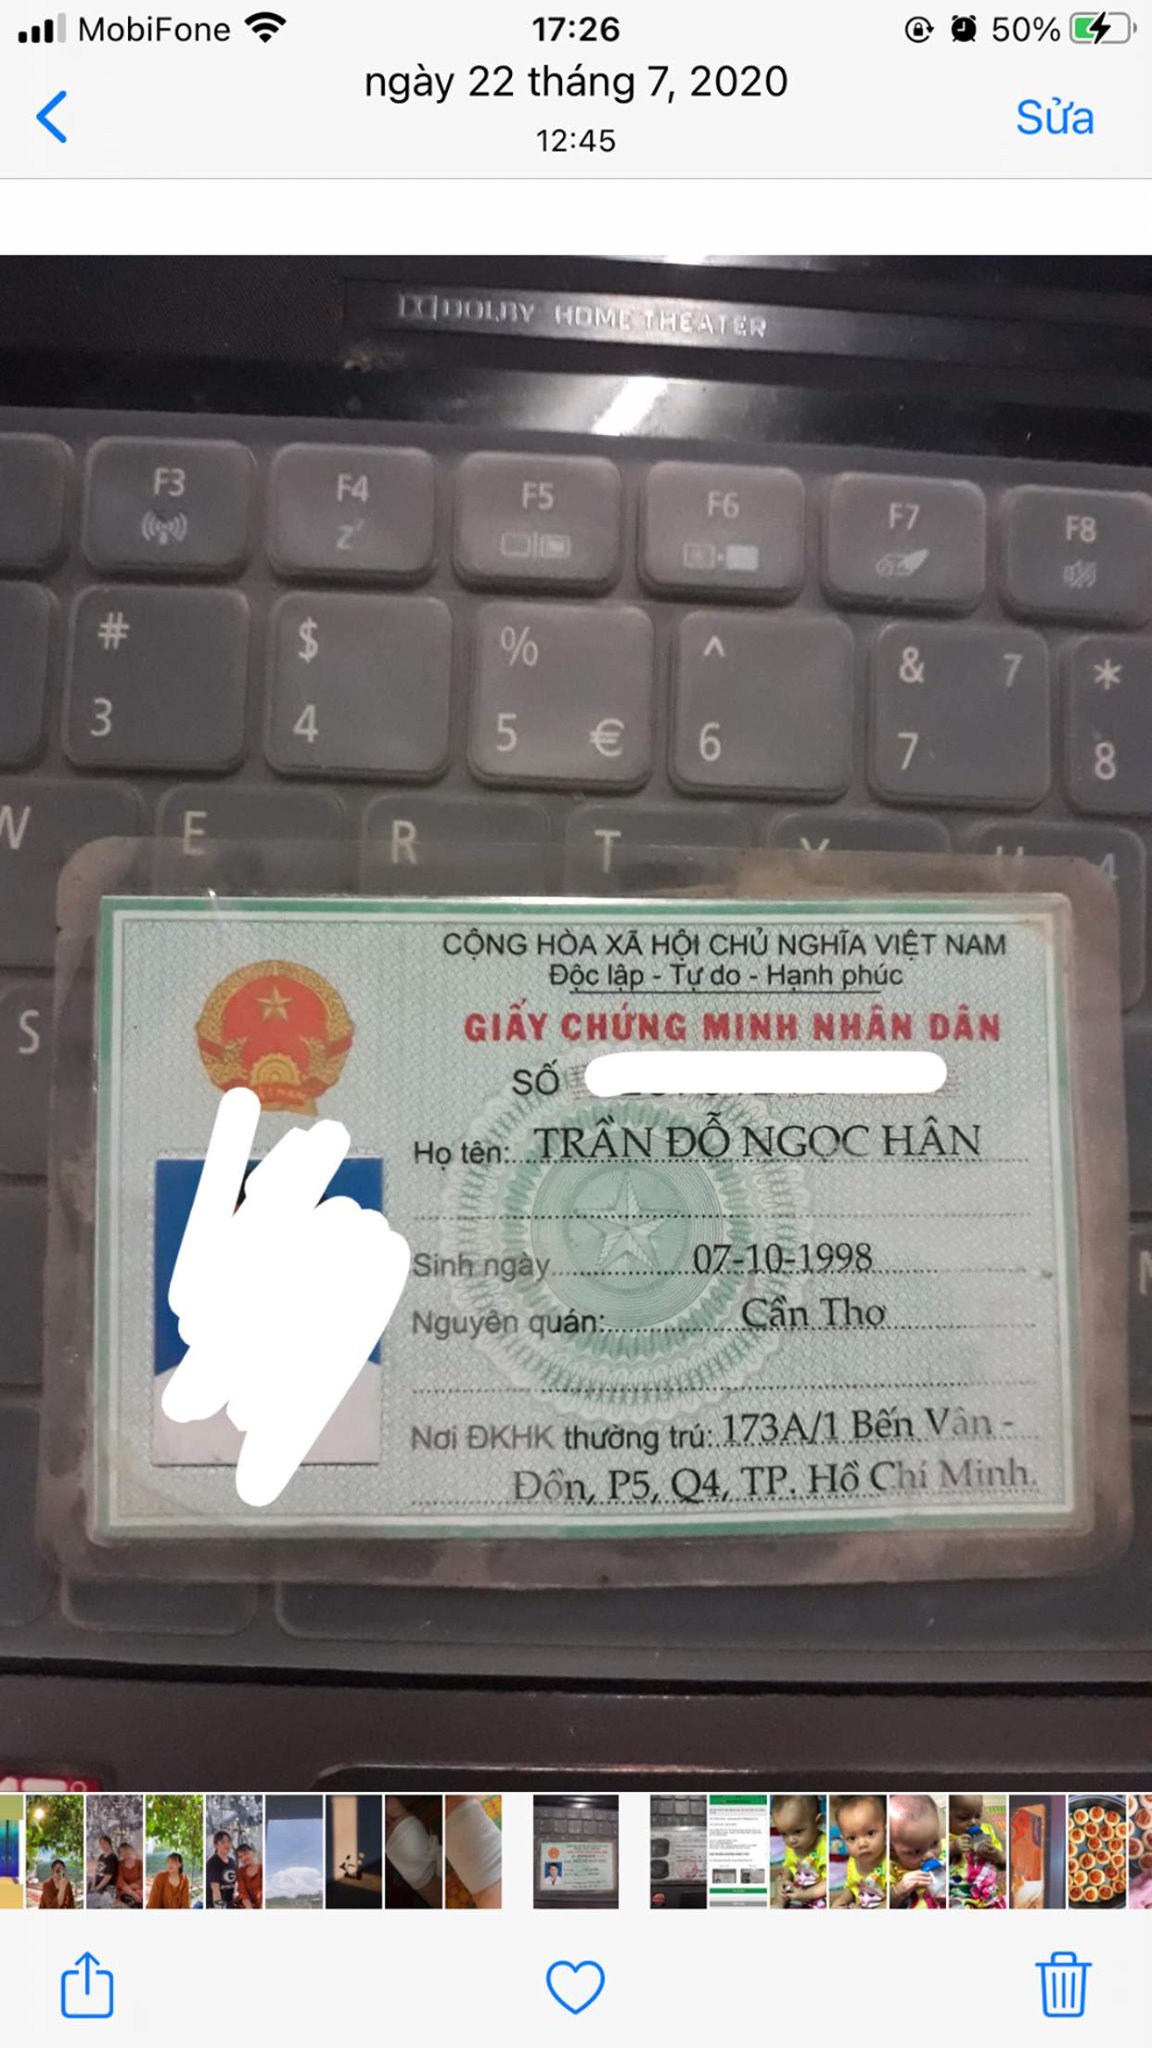 MobiFone 17:26 50%
ngày 22 tháng 7, 2020
12:45
Sửa
DOLBY HOME THEATER
F3 F4 F5 F6 F7 F8
Z
# $ % ^ & 7 *
3 4 5 € 6 7 8
W E R T Y U 4
CỘNG HÒA XÃ HỘI CHỦ NGHĨA VIỆT NAM
Độc lập - Tự do - Hạnh phúc
GIẤY CHỨNG MINH NHÂN DÂN
S
SỐ
Họ tên: TRẦN ĐỖ NGỌC HÂN
Sinh ngày 07-10-1998
Nguyên quán: Cần Thơ
Nơi ĐKHK thường trú: 173A/1 Bến Vân -
Đồn, P5, Q4, TP. Hồ Chí Minh.